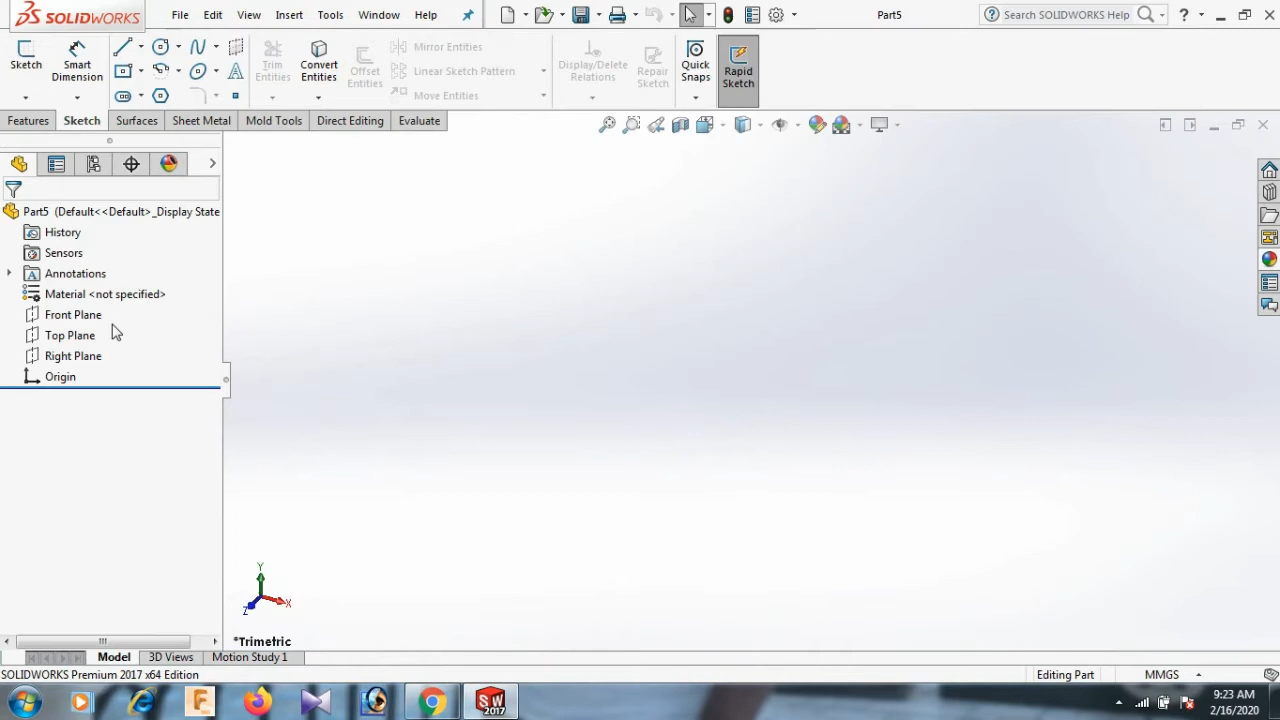 SOLIDWORKS
File Edit View Insert Tools Window Help
Part5
Search SOLIDWORKS Help
?
Sketch
Smart Dimension
Trim Entities
Convert Entities
Offset Entities
Mirror Entities
Linear Sketch Pattern
Move Entities
Display/Delete Relations
Repair Sketch
Quick Snaps
Rapid Sketch
Features Sketch Surfaces Sheet Metal Mold Tools Direct Editing Evaluate
Part5 (Default<<Default>_Display State
History
Sensors
Annotations
Material <not specified>
Front Plane
Top Plane
Right Plane
Origin
Y
X
Z
*Trimetric
Model 3D Views Motion Study 1
SOLIDWORKS Premium 2017 x64 Edition
Editing Part
MMGS
SW
2017
9:23 AM
2/16/2020